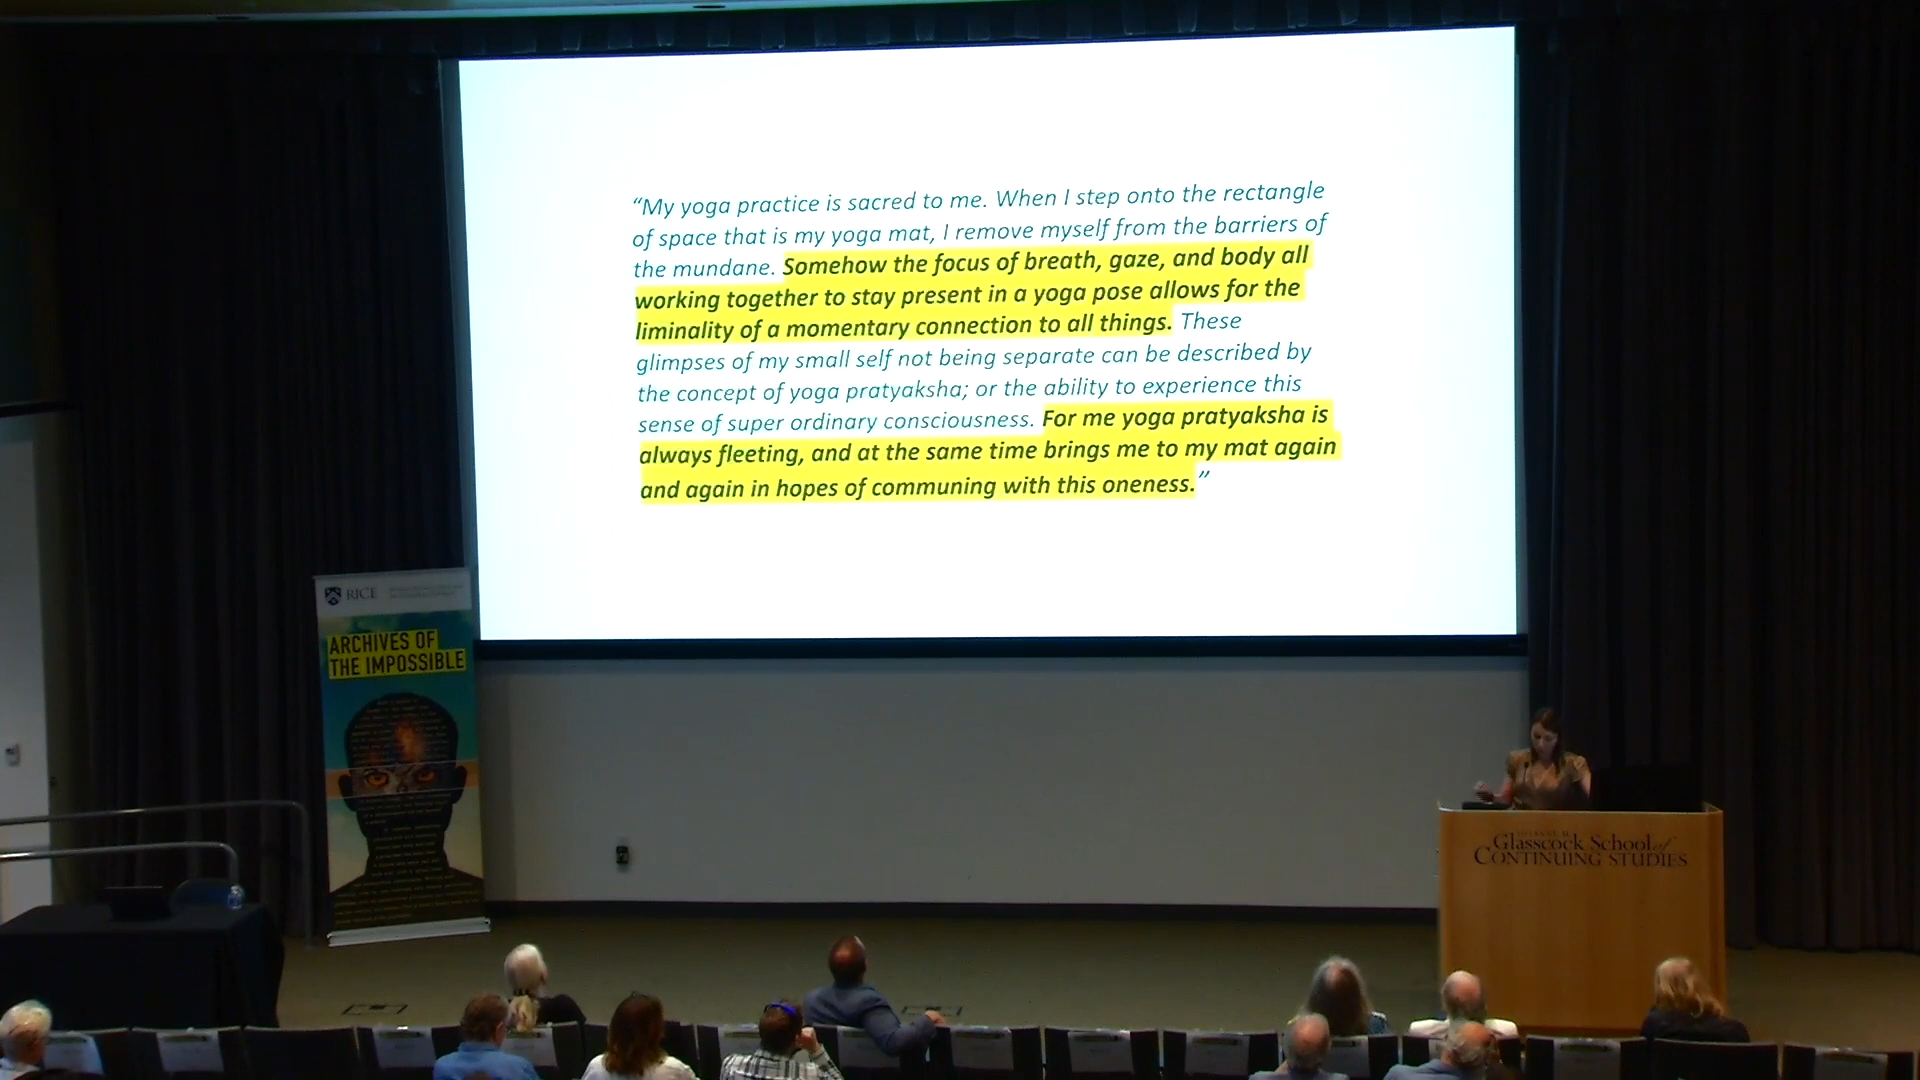 “My yoga practice is sacred to me. When I step onto the rectangle
of space that is my yoga mat, I remove myself from the barriers of
the mundane. Somehow the focus of breath, gaze, and body all
working together to stay present in a yoga pose allows for the
liminality of a momentary connection to all things. These
glimpses of my small self not being separate can be described by
the concept of yoga pratyaksha; or the ability to experience this
sense of super ordinary consciousness. For me yoga pratyaksha is
always fleeting, and at the same time brings me to my mat again
and again in hopes of communing with this oneness.”
RICE
ARCHIVES OF
THE IMPOSSIBLE
Glasscock School of
CONTINUING STUDIES